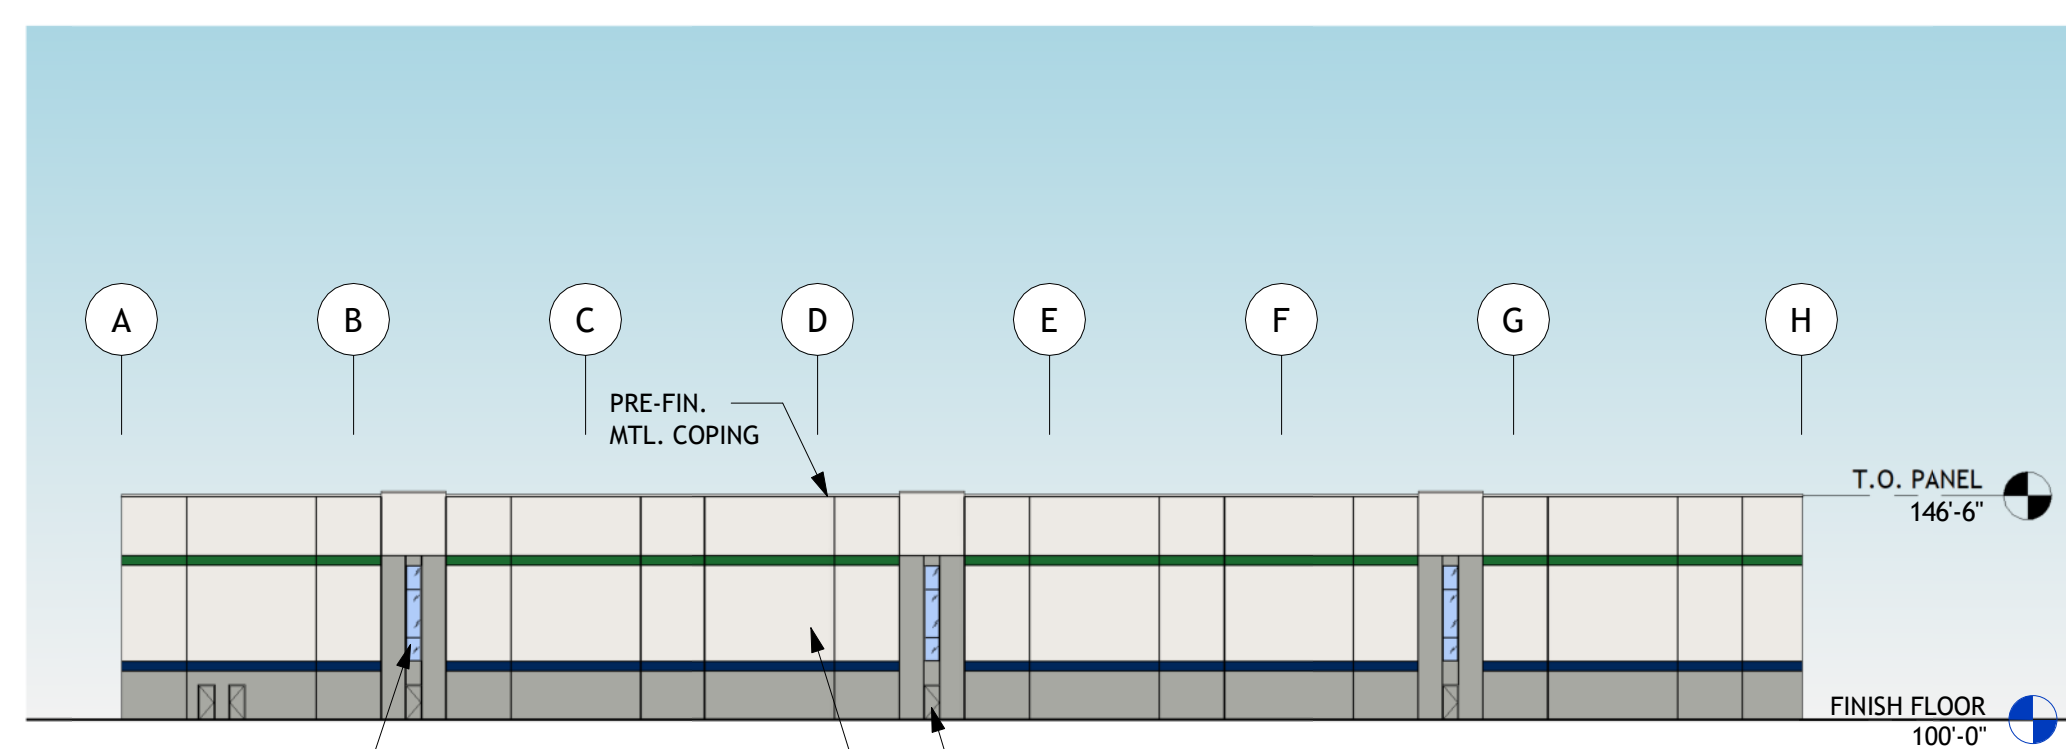 A B C D E F G H
PRE-FIN.
MTL. COPING
T.O. PANEL
146'-6"
FINISH FLOOR
100'-0"